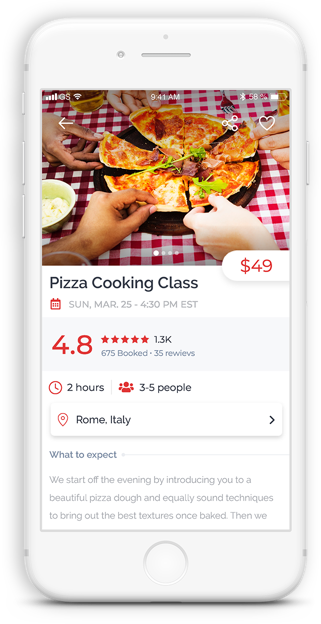 GS 9:41 AM 58 %
$49
Pizza Cooking Class
SUN, MAR. 25 - 4:30 PM EST
4.8 1.3K
675 Booked • 35 rewievs
2 hours 3-5 people
Rome, Italy
What to expect
We start off the evening by introducing you to a
beautiful pizza dough and equally sound techniques
to bring out the best textures once baked. Then we